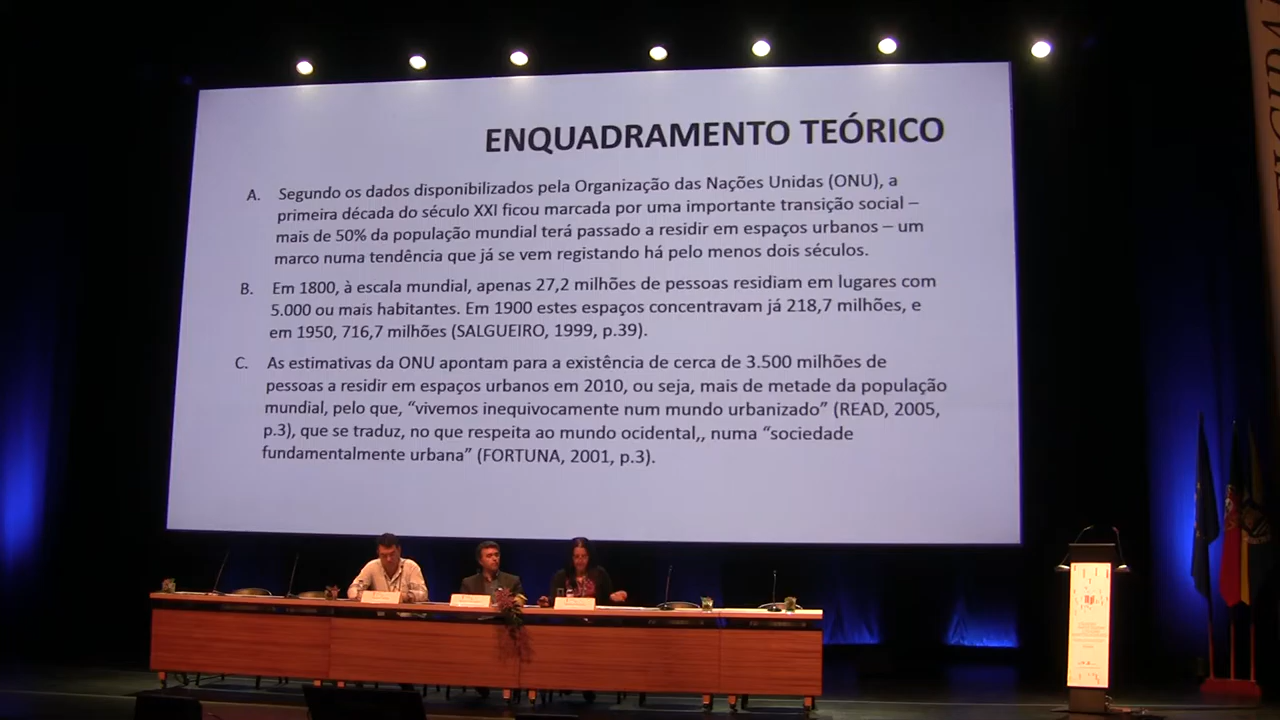 ENQUADRAMENTO TEÓRICO
A. Segundo os dados disponibilizados pela Organização das Nações Unidas (ONU), a
primeira década do século XXI ficou marcada por uma importante transição social –
mais de 50% da população mundial terá passado a residir em espaços urbanos – um
marco numa tendência que já se vem registando há pelo menos dois séculos.
B. Em 1800, à escala mundial, apenas 27,2 milhões de pessoas residiam em lugares com
5.000 ou mais habitantes. Em 1900 estes espaços concentravam já 218,7 milhões, e
em 1950, 716,7 milhões (SALGUEIRO, 1999, p.39).
C. As estimativas da ONU apontam para a existência de cerca de 3.500 milhões de
pessoas a residir em espaços urbanos em 2010, ou seja, mais de metade da população
mundial, pelo que, “vivemos inequivocamente num mundo urbanizado” (READ, 2005,
p.3), que se traduz, no que respeita ao mundo ocidental,, numa “sociedade
fundamentalmente urbana” (FORTUNA, 2001, p.3).